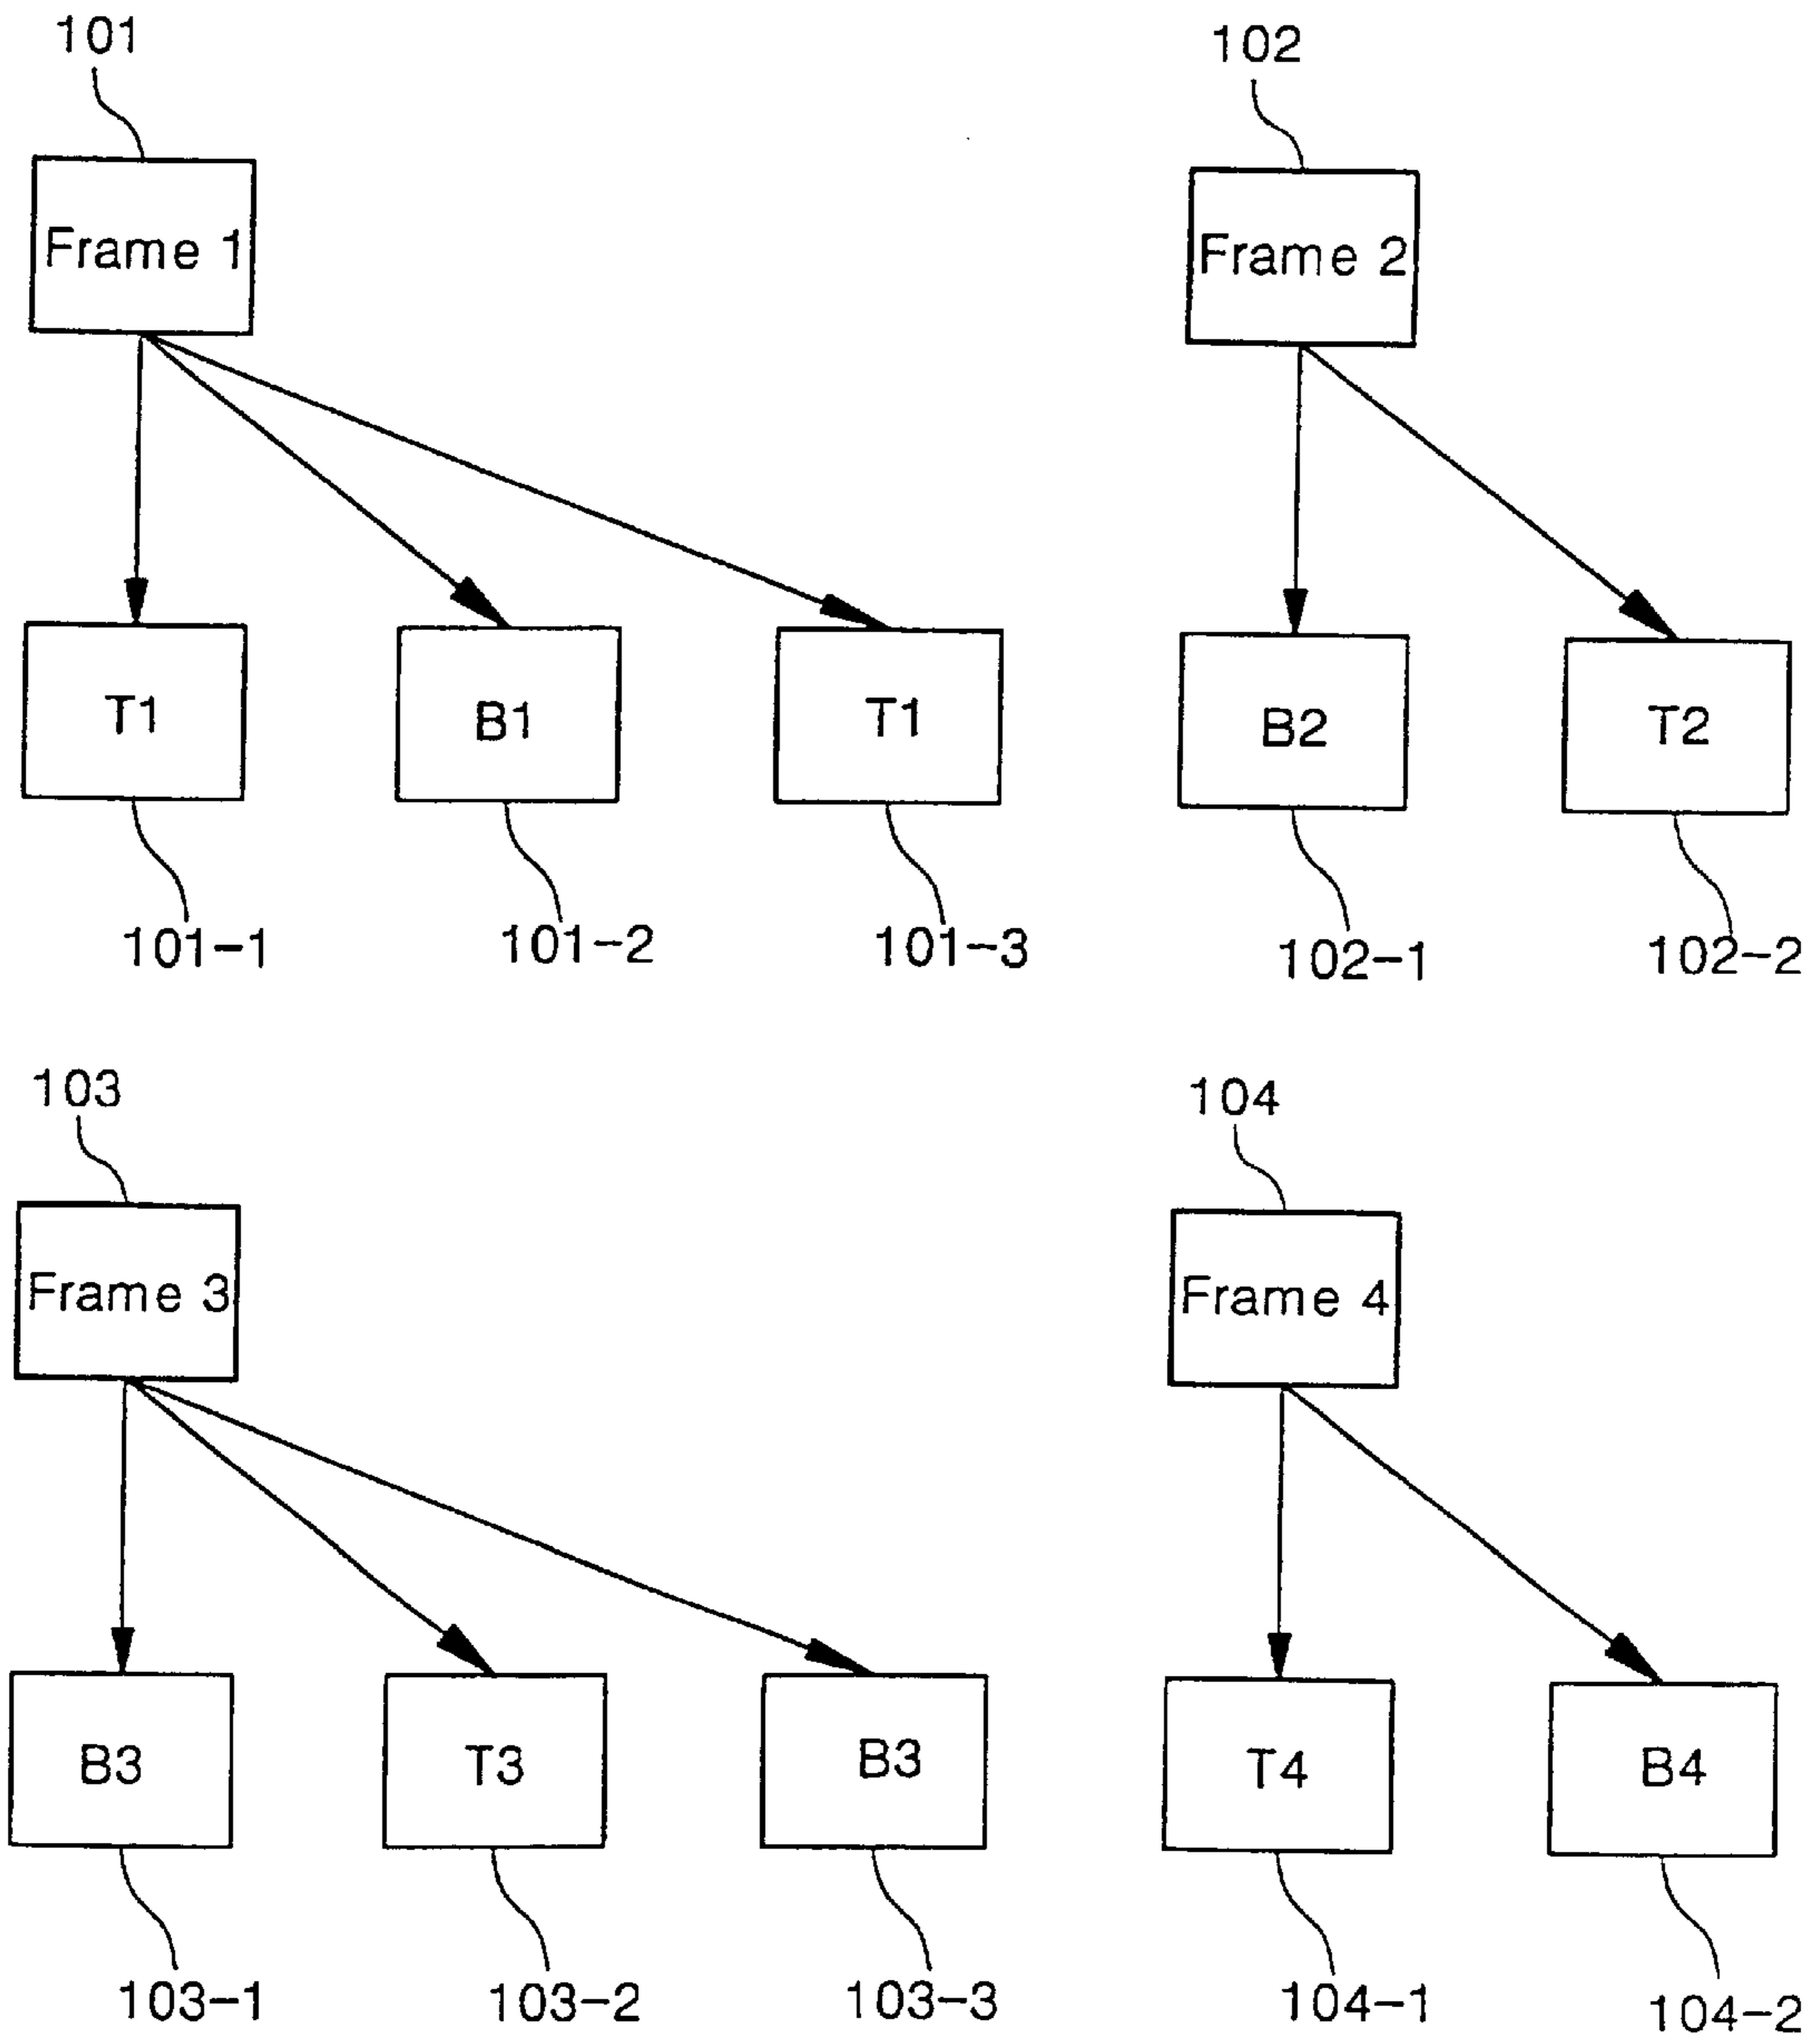 101
102
Frame 1
Frame 2
T1
B1
T1
B2
T2
101-1
101-2
101-3
102-1
102-2
103
104
Frame 3
Frame 4
B3
T3
B3
T4
B4
103-1
103-2
103-3
104-1
104-2